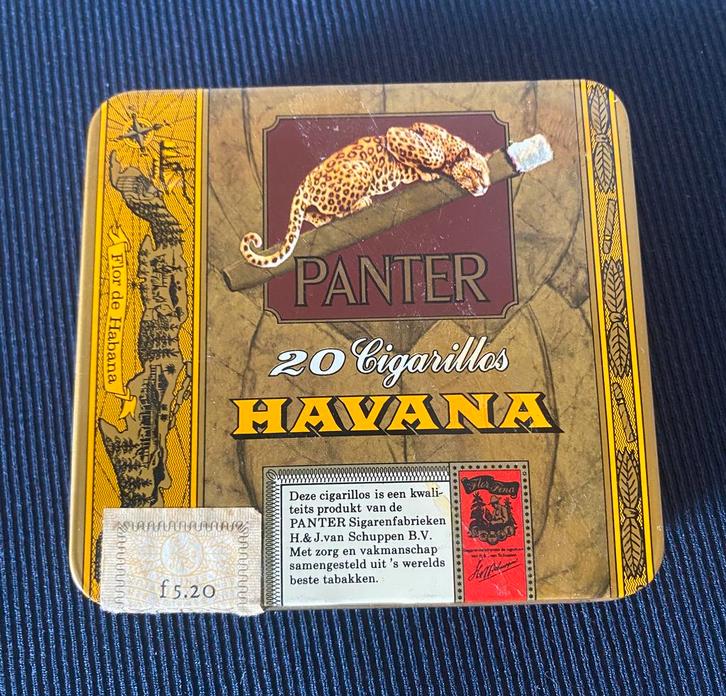 PANTER
20 Cigarillos
HAVANA
Flor de Habana
Deze cigarillos is een kwali-
teits produkt van de
PANTER Sigarenfabrieken
H.& J. van Schuppen B.V.
Met zorg en vakmanschap
samengesteld uit 's werelds
beste tabakken.
Flor Fina
f5.20